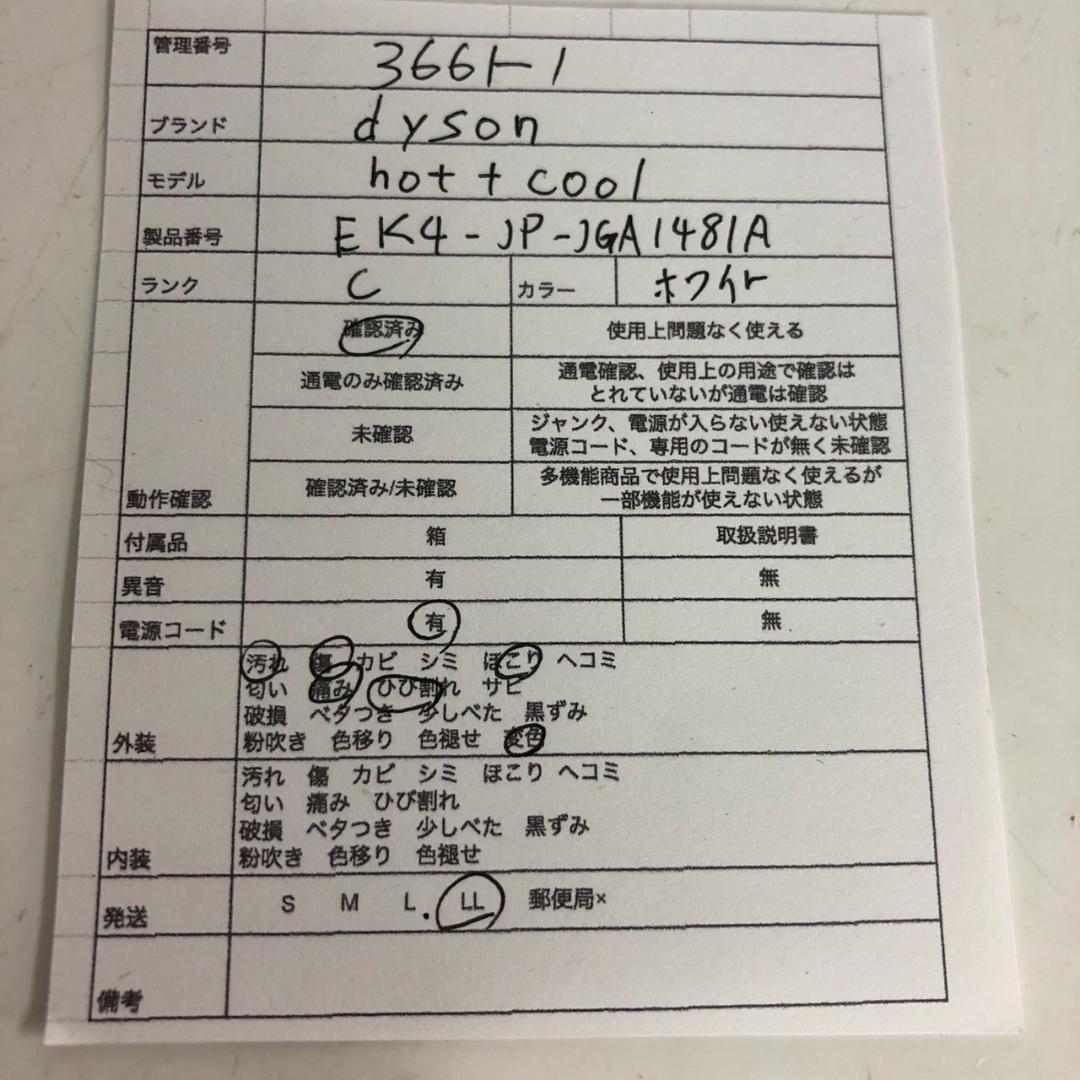 管理番号 366ト1
ブランド dyson
モデル hot + cool
製品番号 EK4-JP-JGA1481A
ランク C カラー ホワイト
確認済み 使用上問題なく使える
通電のみ確認済み 通電確認、使用上の用途で確認は
とれていないが通電は確認
未確認 ジャンク、電源が入らない使えない状態
電源コード、専用のコードが無く未確認
動作確認 確認済み/未確認 多機能商品で使用上問題なく使えるが
一部機能が使えない状態
付属品 箱 取扱説明書
異音 有 無
電源コード 有 無
汚れ 傷 カビ シミ ほこり ヘコミ
匂い 痛み ひび割れ サビ
破損 ベタつき 少しべた 黒ずみ
外装 粉吹き 色移り 色褪せ 変色
汚れ 傷 カビ シミ ほこり ヘコミ
匂い 痛み ひび割れ
破損 ベタつき 少しべた 黒ずみ
内装 粉吹き 色移り 色褪せ
発送 S M L LL 郵便局×
備考